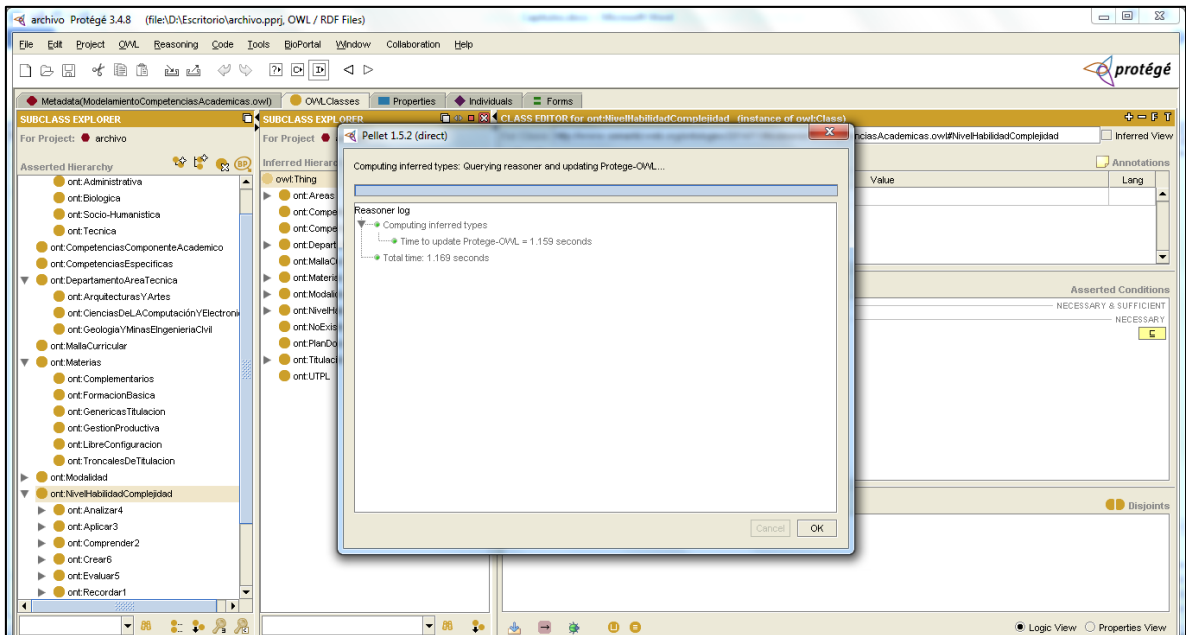 archivo Protégé 3.4.8 (file:\D:\Escritorio\archivo.pprj, OWL / RDF Files)
File Edit Project OWL Reasoning Code Tools BioPortal Window Collaboration Help
protégé
Metadata(ModelamientoCompetenciasAcademicas.owl) OWLClasses Properties Individuals Forms
SUBCLASS EXPLORER
For Project: archivo
Asserted Hierarchy
ont:Administrativa
ont:Biologica
ont:Socio-Humanistica
ont:Tecnica
ont:CompetenciasComponenteAcademico
ont:CompetenciasEspecificas
ont:DepartamentoAreaTecnica
ont:ArquitecturasYArtes
ont:CienciasDeLAComputaciónYElectroni
ont:GeologiaYMinasEIngenieriaCivil
ont:MallaCurricular
ont:Materias
ont:Complementarios
ont:FormacionBasica
ont:GenericasTitulacion
ont:GestionProductiva
ont:LibreConfiguracion
ont:TroncalesDeTitulacion
ont:Modalidad
ont:NivelHabilidadComplejidad
ont:Analizar4
ont:Aplicar3
ont:Comprender2
ont:Crear6
ont:Evaluar5
ont:Recordar1
SUBCLASS EXPLORER
For Project
Inferred Hierarc
owl:Thing
ont:Areas
ont:Compe
ont:Compe
ont:Depart
ont:MallaC
ont:Materia
ont:Modali
ont:NivelHa
ont:NoExis
ont:PlanDo
ont:Titulaci
ont:UTPL
Pellet 1.5.2 (direct)
Computing inferred types: Querying reasoner and updating Protege-OWL...
Reasoner log
Computing inferred types
Time to update Protege-OWL = 1.159 seconds
Total time: 1.169 seconds
Cancel OK
CLASS EDITOR for ont:NivelHabilidadComplejidad (instance of owl:Class)
nciasAcademicas.owl#NivelHabilidadComplejidad Inferred View
Annotations
Value Lang
Asserted Conditions
NECESSARY & SUFFICIENT
NECESSARY
Disjoints
Logic View Properties View